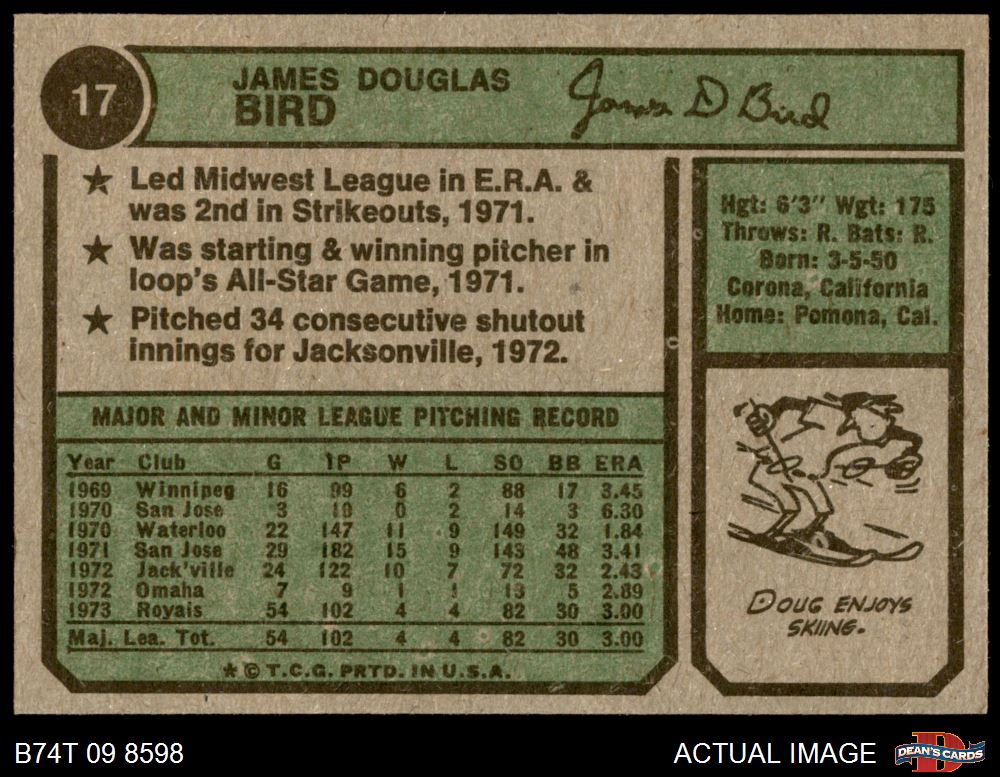 17
JAMES DOUGLAS
BIRD
James D Bird
★ Led Midwest League in E.R.A. &
was 2nd in Strikeouts, 1971.
★ Was starting & winning pitcher in
loop's All-Star Game, 1971.
★ Pitched 34 consecutive shutout
innings for Jacksonville, 1972.
Hgt: 6'3" Wgt: 175
Throws: R. Bats: R.
Born: 3-5-50
Corona, California
Home: Pomona, Cal.
MAJOR AND MINOR LEAGUE PITCHING RECORD
Year Club G IP W L SO BB ERA
1969 Winnipeg 16 99 6 2 88 17 3.45
1970 San Jose 3 10 0 2 14 3 6.30
1970 Waterloo 22 147 11 9 149 32 1.84
1971 San Jose 29 182 15 9 143 48 3.41
1972 Jack'ville 24 122 10 7 72 32 2.43
1972 Omaha 7 9 1 1 13 5 2.89
1973 Royals 54 102 4 4 82 30 3.00
Maj. Lea. Tot. 54 102 4 4 82 30 3.00
★ © T.C.G. PRTD. IN U.S.A.
DOUG ENJOYS
SKIING.
B74T 09 8598
ACTUAL IMAGE
DEAN'S CARDS